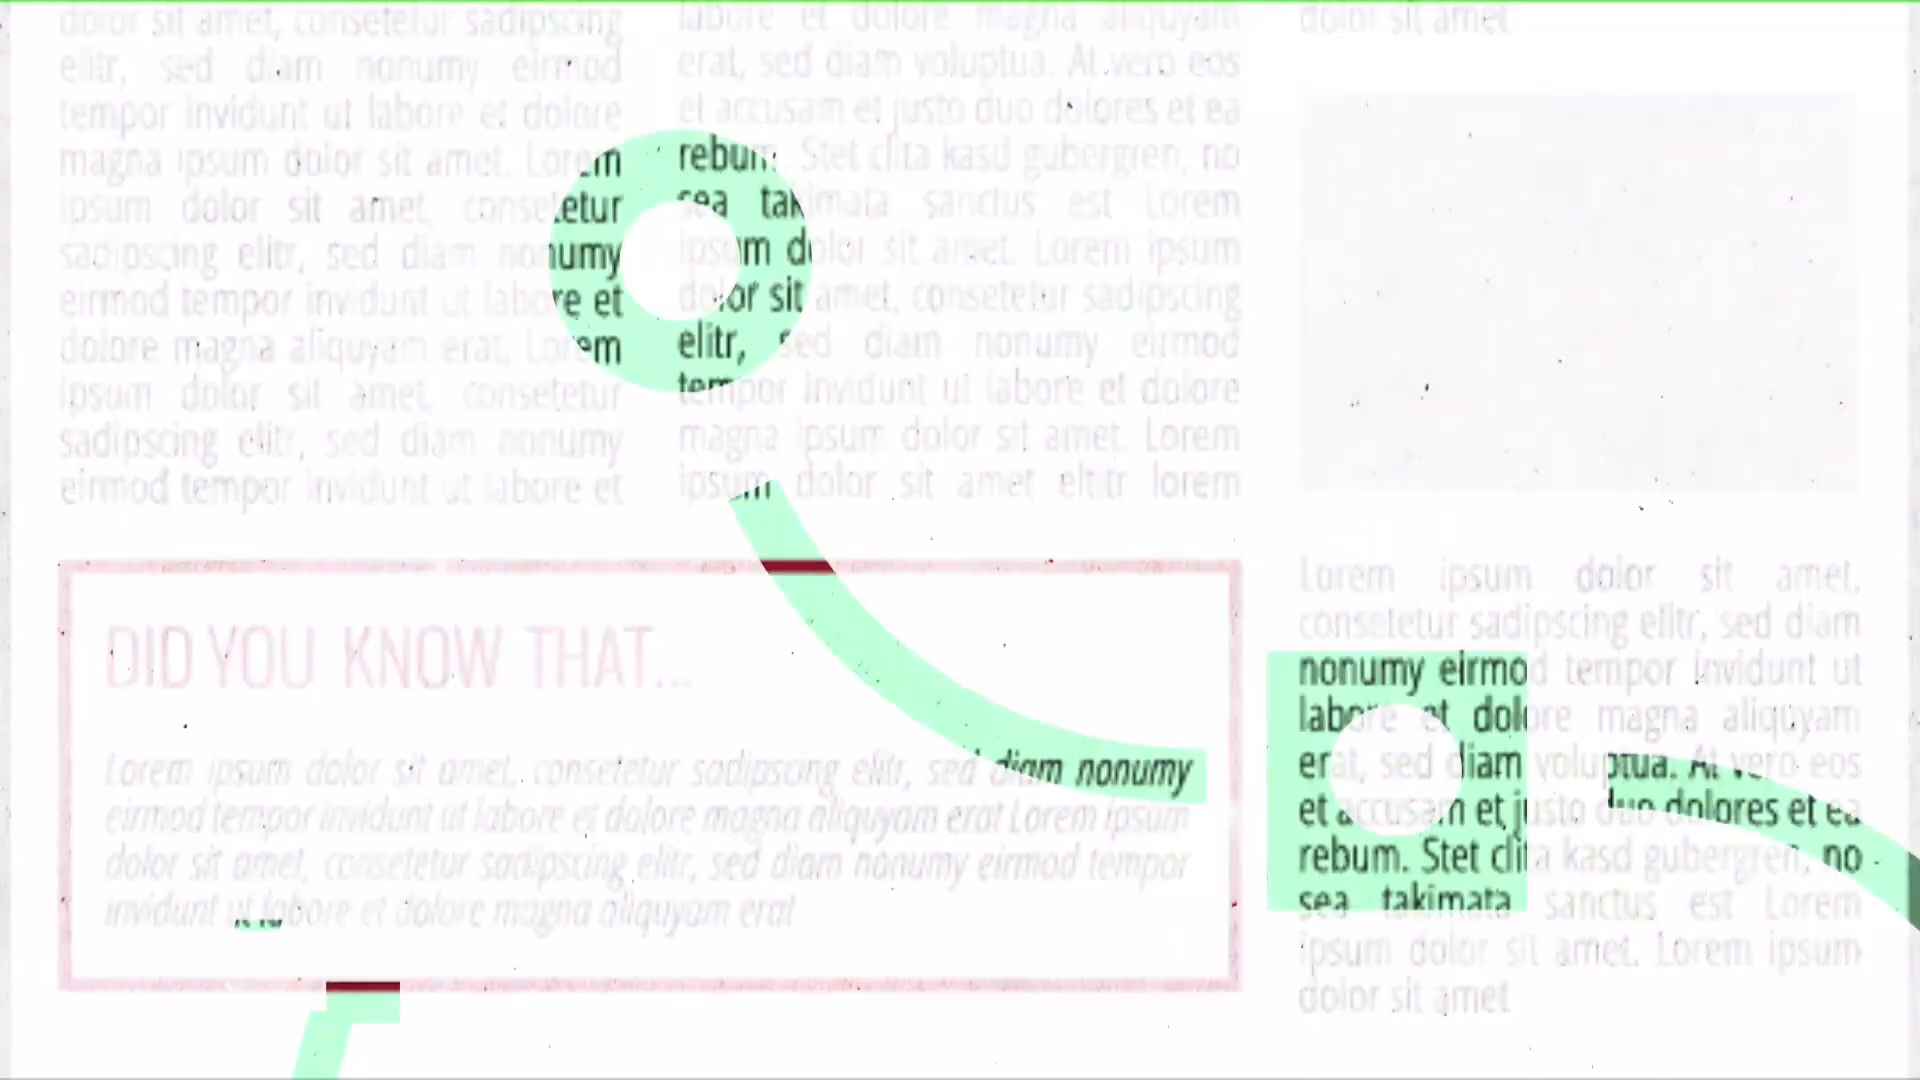 dolor sit amet, consetetur sadipscing
elitr, sed diam nonumy eirmod
tempor invidunt ut labore et dolore
magna ipsum dolor sit amet. Lorem
ipsum dolor sit amet, consetetur
sadipscing elitr, sed diam nonumy
eirmod tempor invidunt ut labore et
dolore magna aliquyam erat, Lorem
ipsum dolor sit amet, consetetur
sadipscing elitr, sed diam nonumy
eirmod tempor invidunt ut labore et
labore et dolore magna aliquyam
erat, sed diam voluptua. At vero eos
et accusam et justo duo dolores et ea
rebum. Stet clita kasd gubergren, no
sea takimata sanctus est Lorem
ipsum dolor sit amet. Lorem ipsum
dolor sit amet, consetetur sadipscing
elitr, sed diam nonumy eirmod
tempor invidunt ut labore et dolore
magna ipsum dolor sit amet. Lorem
ipsum dolor sit amet eltitr lorem
DID YOU KNOW THAT...
Lorem ipsum dolor sit amet, consetetur sadipscing elitr, sed diam nonumy
eirmod tempor invidunt ut labore et dolore magna aliquyam erat Lorem ipsum
dolor sit amet, consetetur sadipscing elitr, sed diam nonumy eirmod tempor
invidunt ut labore et dolore magna aliquyam erat
dolor sit amet
Lorem ipsum dolor sit amet,
consetetur sadipscing elitr, sed diam
nonumy eirmod tempor invidunt ut
labore et dolore magna aliquyam
erat, sed diam voluptua. At vero eos
et accusam et justo duo dolores et ea
rebum. Stet clita kasd gubergren, no
sea takimata sanctus est Lorem
ipsum dolor sit amet. Lorem ipsum
dolor sit amet